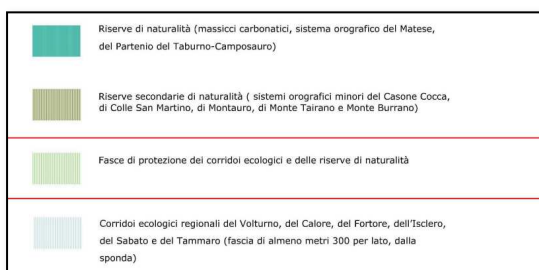 Riserve di naturalità (massicci carbonatici, sistema orografico del Matese,
del Partenio del Taburno-Camposauro)
Riserve secondarie di naturalità ( sistemi orografici minori del Casone Cocca,
di Colle San Martino, di Montauro, di Monte Tairano e Monte Burrano)
Fasce di protezione dei corridoi ecologici e delle riserve di naturalità
Corridoi ecologici regionali del Volturno, del Calore, del Fortore, dell'Isclero,
del Sabato e del Tammaro (fascia di almeno metri 300 per lato, dalla
sponda)